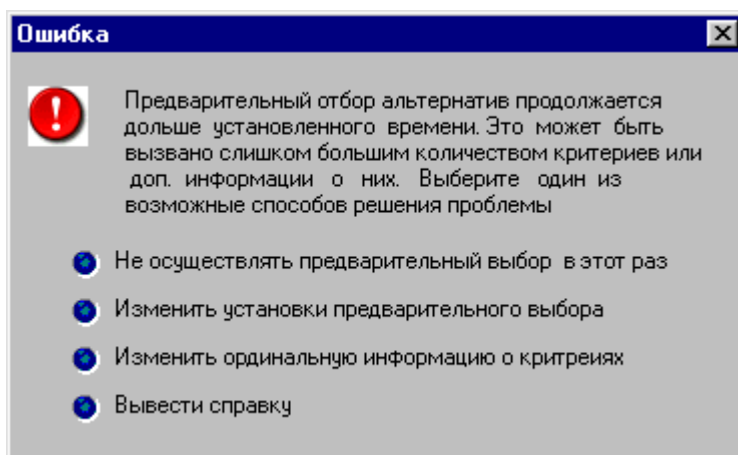 Ошибка
Предварительный отбор альтернатив продолжается
дольше установленного времени. Это может быть
вызвано слишком большим количеством критериев или
доп. информации о них. Выберите один из
возможные способов решения проблемы
Не осуществлять предварительный выбор в этот раз
Изменить установки предварительного выбора
Изменить ординальную информацию о критреиях
Вывести справку